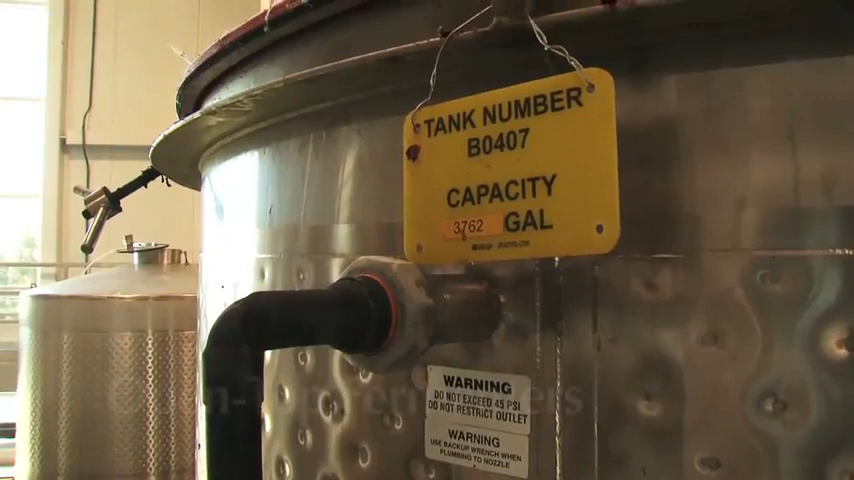 TANK NUMBER
B0407
CAPACITY
3762 GAL
WARNING
DO NOT EXCEED 45 PSI
DO NOT RESTRICT OUTLET
WARNING
USE BACKUP WRENCH WHEN
PLUMBING TO NOZZLE